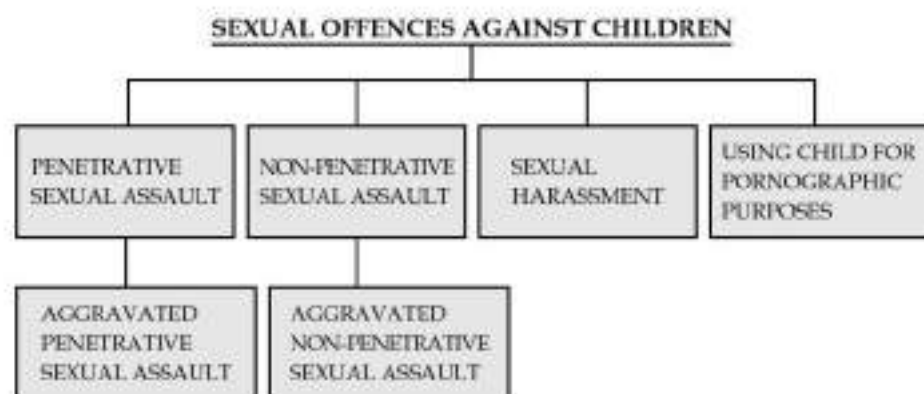 SEXUAL OFFENCES AGAINST CHILDREN
PENETRATIVE
SEXUAL ASSAULT
NON-PENETRATIVE
SEXUAL ASSAULT
SEXUAL
HARASSMENT
USING CHILD FOR
PORNOGRAPHIC
PURPOSES
AGGRAVATED
PENETRATIVE
SEXUAL ASSAULT
AGGRAVATED
NON-PENETRATIVE
SEXUAL ASSAULT